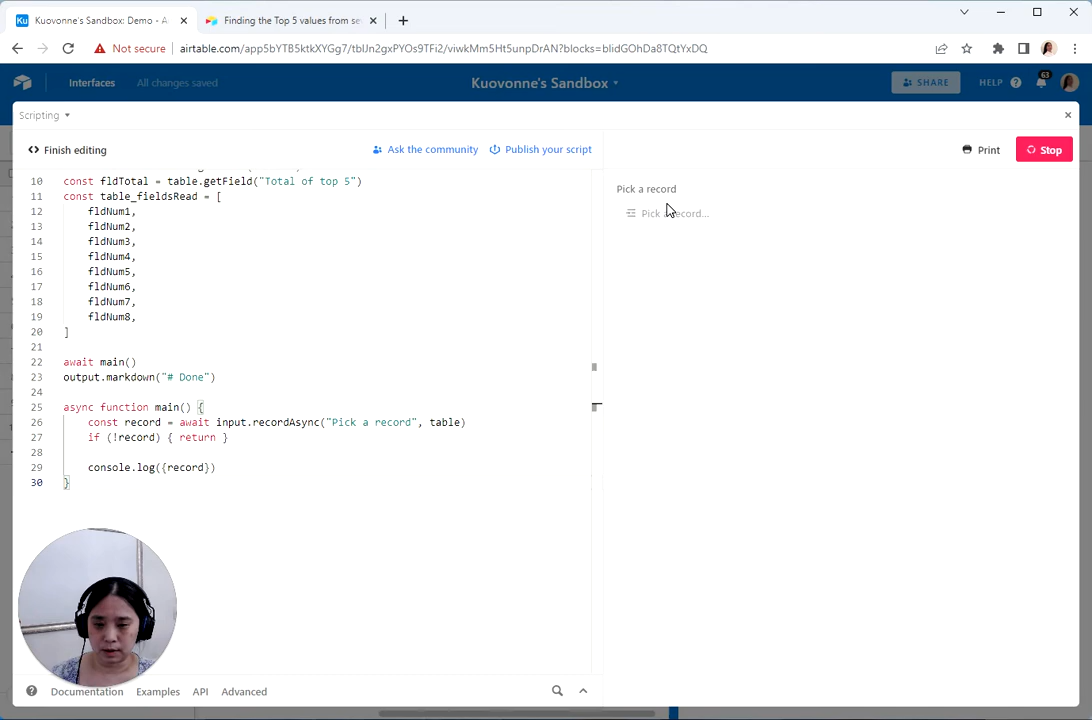 Ku Kuovonne's Sandbox: Demo - A
Finding the Top 5 values from se
Not secure
airtable.com/app5bYTB5ktkXYGg7/tblJn2gxPYOs9TFi2/viwkMm5Ht5unpDrAN?blocks=blidGOhDa8TQtYxDQ
Interfaces
All changes saved
Kuovonne's Sandbox
SHARE
HELP
63
Scripting
Finish editing
Ask the community
Publish your script
Print
Stop
10 const fldTotal = table.getField("Total of top 5")
11 const table_fieldsRead = [
12 fldNum1,
13 fldNum2,
14 fldNum3,
15 fldNum4,
16 fldNum5,
17 fldNum6,
18 fldNum7,
19 fldNum8,
20 ]
21
22 await main()
23 output.markdown("# Done")
24
25 async function main() {
26 const record = await input.recordAsync("Pick a record", table)
27 if (!record) { return }
28
29 console.log({record})
30 }
Pick a record
Pick a record...
Documentation
Examples
API
Advanced